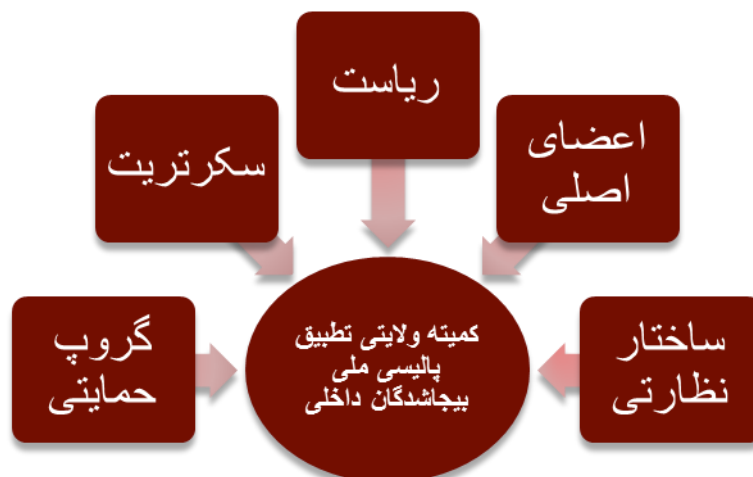 ریاست
اعضای
اصلی
سکرتریت
ساختار
نظارتی
گروپ
حمایتی
کمیته ولایتی تطبیق
پالیسی ملی
بیجاشدگان داخلی